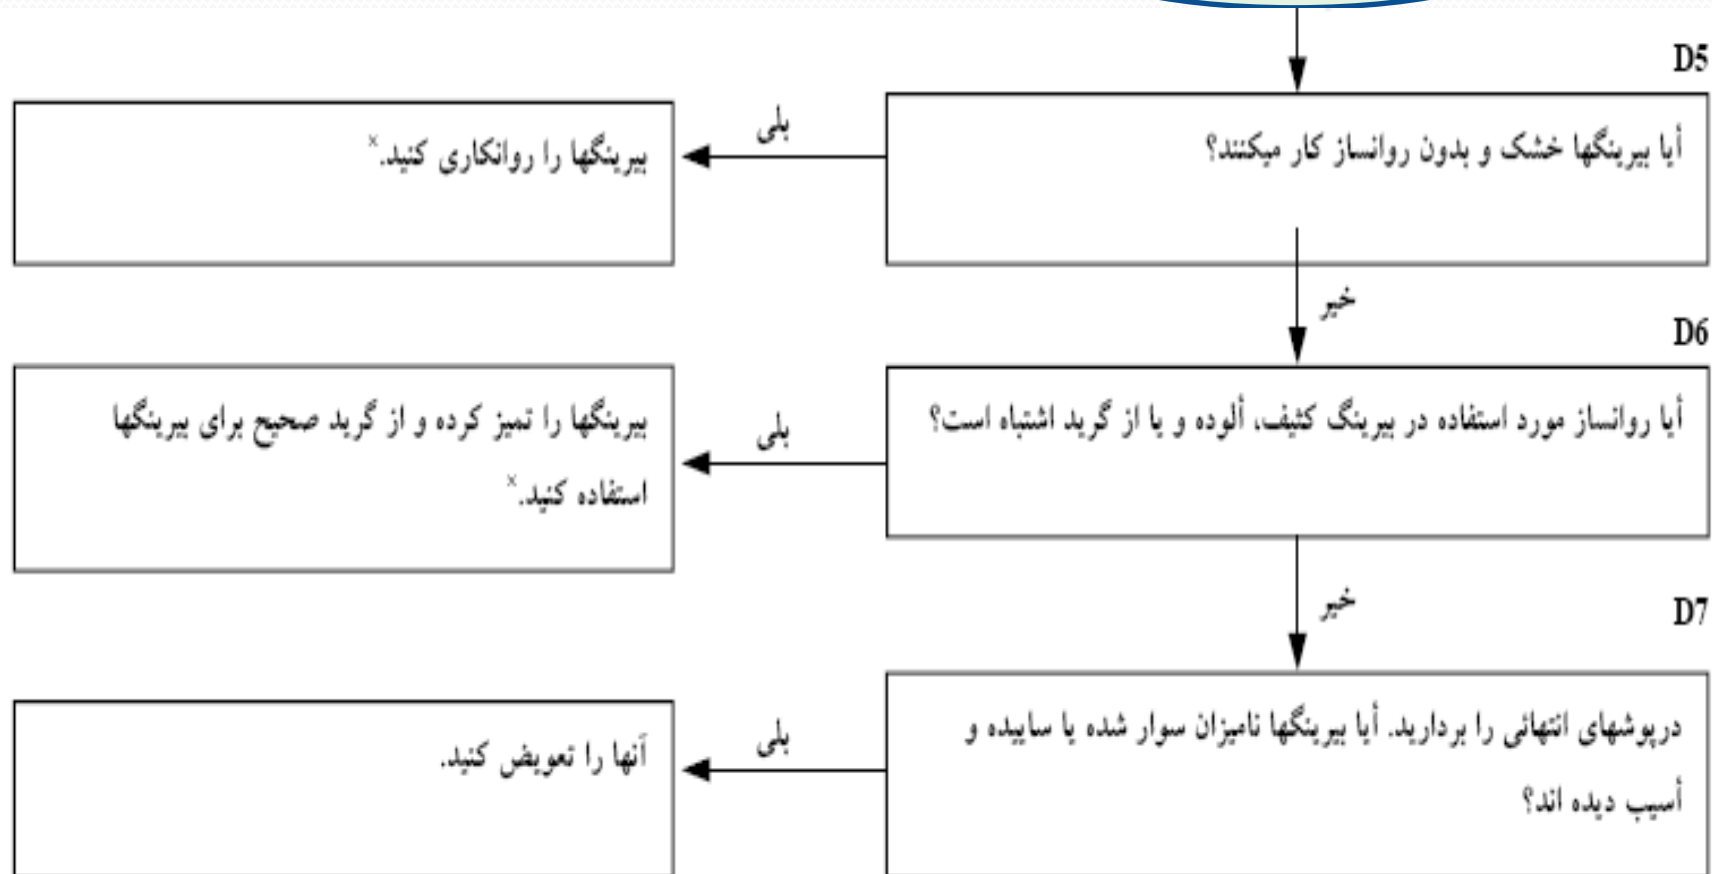 D5
آیا بیرینگها خشک و بدون روانساز کار میکنند؟
بلی
بیرینگها را روانکاری کنید.×
خیر
D6
آیا روانساز مورد استفاده در بیرینگ کثیف، آلوده و یا از گرید اشتباه است؟
بلی
بیرینگها را تمیز کرده و از گرید صحیح برای بیرینگها
استفاده کنید.×
خیر
D7
درپوشهای انتهائی را بردارید. آیا بیرینگها نامیزان سوار شده یا ساییده و
آسیب دیده اند؟
بلی
آنها را تعویض کنید.